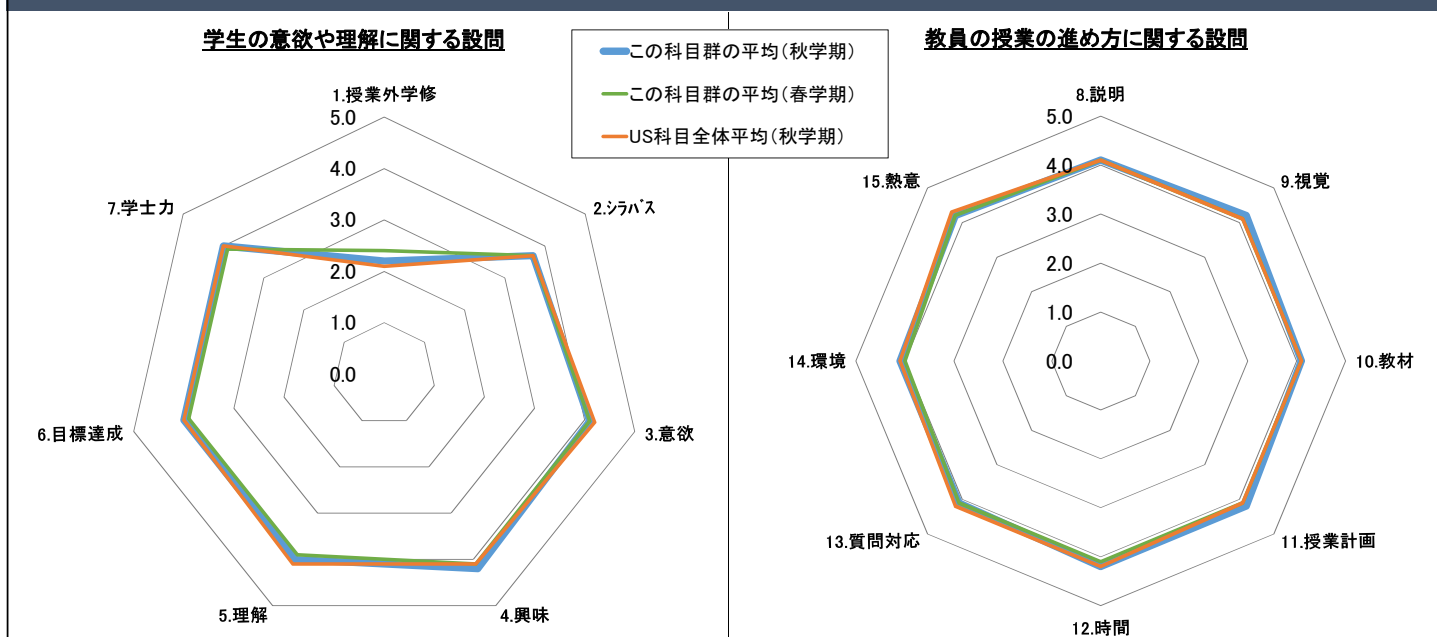 学生の意欲や理解に関する設問
この科目群の平均(秋学期)
この科目群の平均(春学期)
US科目全体平均(秋学期)
教員の授業の進め方に関する設問
1.授業外学修
2.ｼﾗﾊﾞｽ
3.意欲
4.興味
5.理解
6.目標達成
7.学士力
5.0
4.0
3.0
2.0
1.0
0.0
8.説明
9.視覚
10.教材
11.授業計画
12.時間
13.質問対応
14.環境
15.熱意
5.0
4.0
3.0
2.0
1.0
0.0